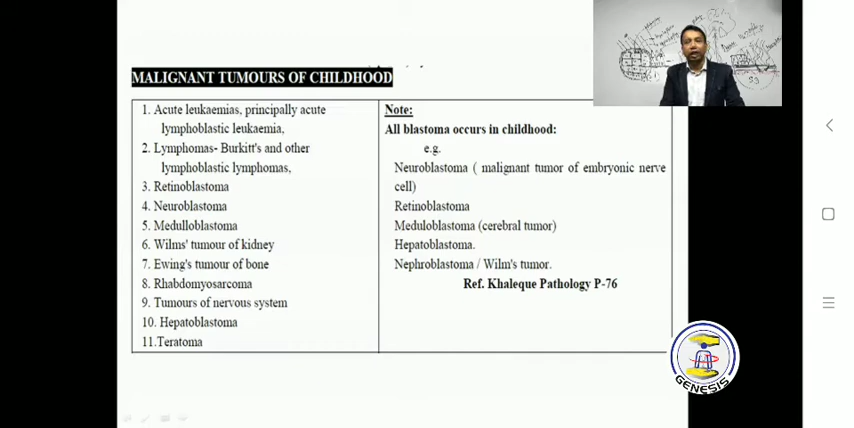 MALIGNANT TUMOURS OF CHILDHOOD
1. Acute leukaemias, principally acute
lymphoblastic leukaemia,
2. Lymphomas- Burkitt's and other
lymphoblastic lymphomas,
3. Retinoblastoma
4. Neuroblastoma
5. Medulloblastoma
6. Wilms' tumour of kidney
7. Ewing's tumour of bone
8. Rhabdomyosarcoma
9. Tumours of nervous system
10. Hepatoblastoma
11.Teratoma
Note:
All blastoma occurs in childhood:
e.g.
Neuroblastoma ( malignant tumor of embryonic nerve
cell)
Retinoblastoma
Meduloblastoma (cerebral tumor)
Hepatoblastoma.
Nephroblastoma / Wilm's tumor.
Ref. Khaleque Pathology P-76
GENESIS